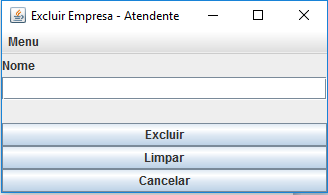 Excluir Empresa - Atendente
Menu
Nome
Excluir
Limpar
Cancelar